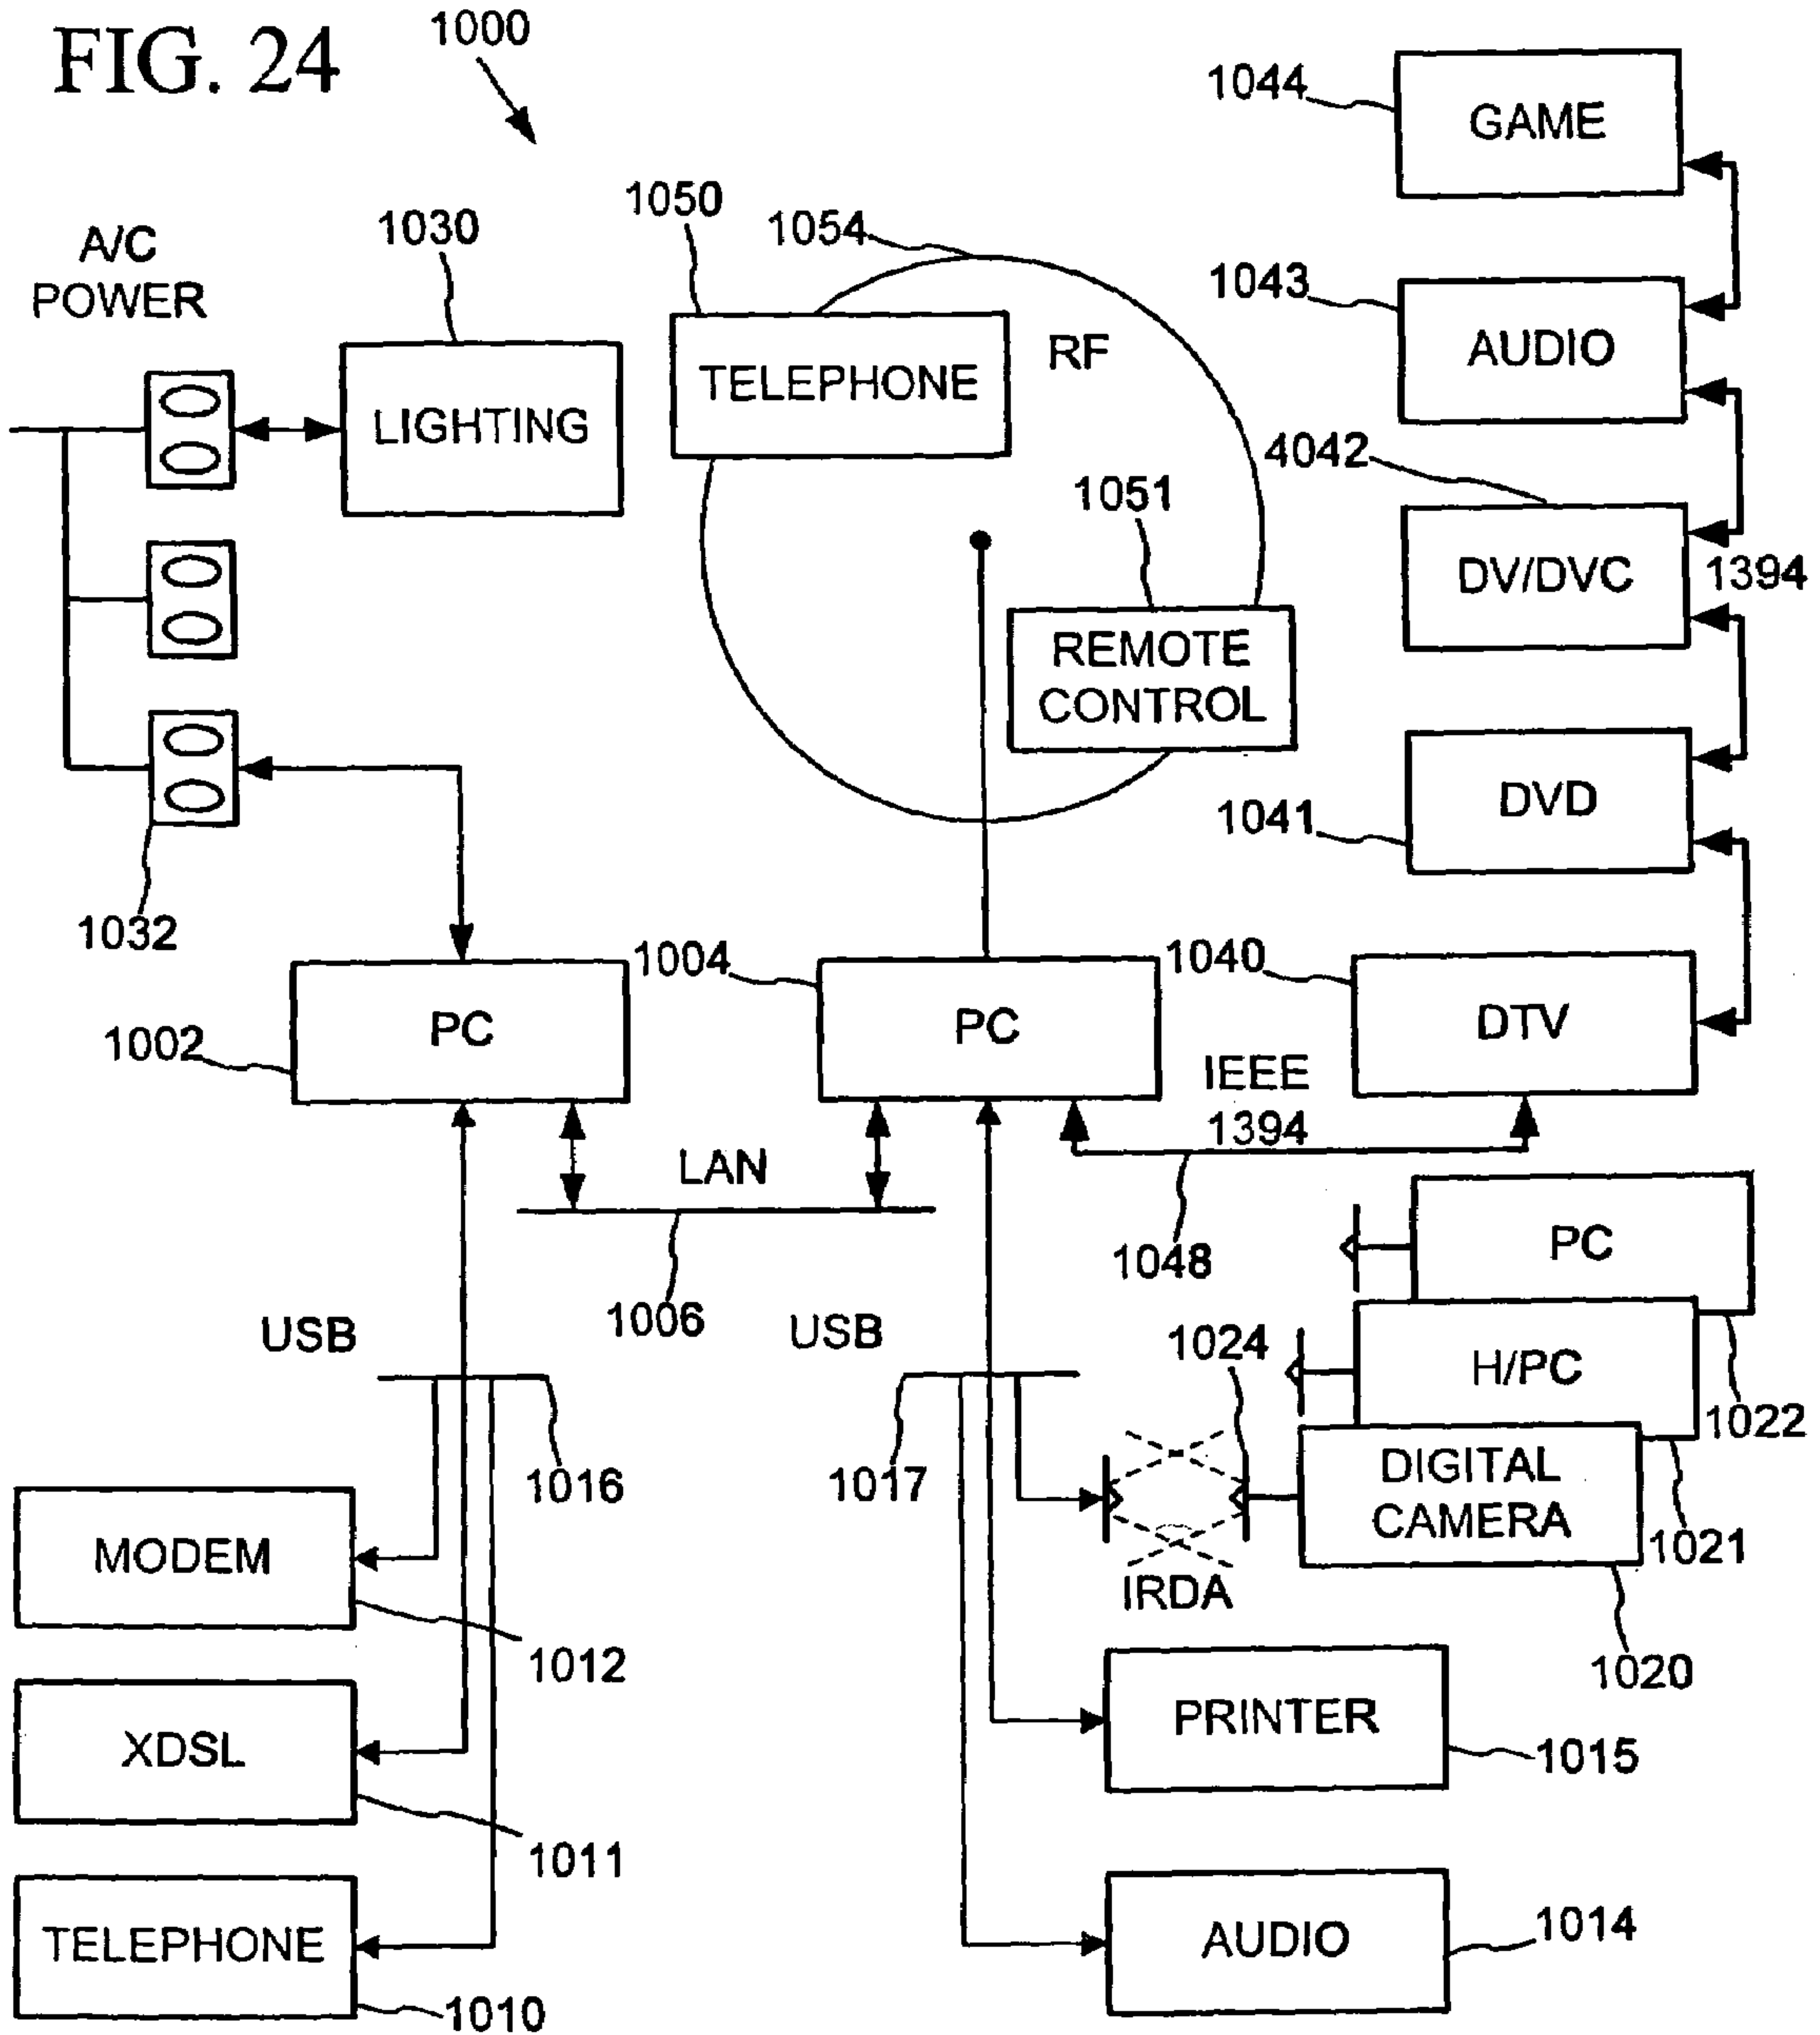 FIG. 24
1000
1044
GAME
1050
1054
A/C
POWER
1030
LIGHTING
TELEPHONE
RF
1043
AUDIO
4042
DV/DVC
1394
1051
REMOTE
CONTROL
1041
DVD
1032
1004
1040
PC
1002
PC
DTV
IEEE
1394
LAN
1048
PC
1006
USB
USB
1024
H/PC
1022
1016
1017
DIGITAL
CAMERA
1021
MODEM
IRDA
1012
1020
PRINTER
XDSL
1015
1011
TELEPHONE
AUDIO
1014
1010